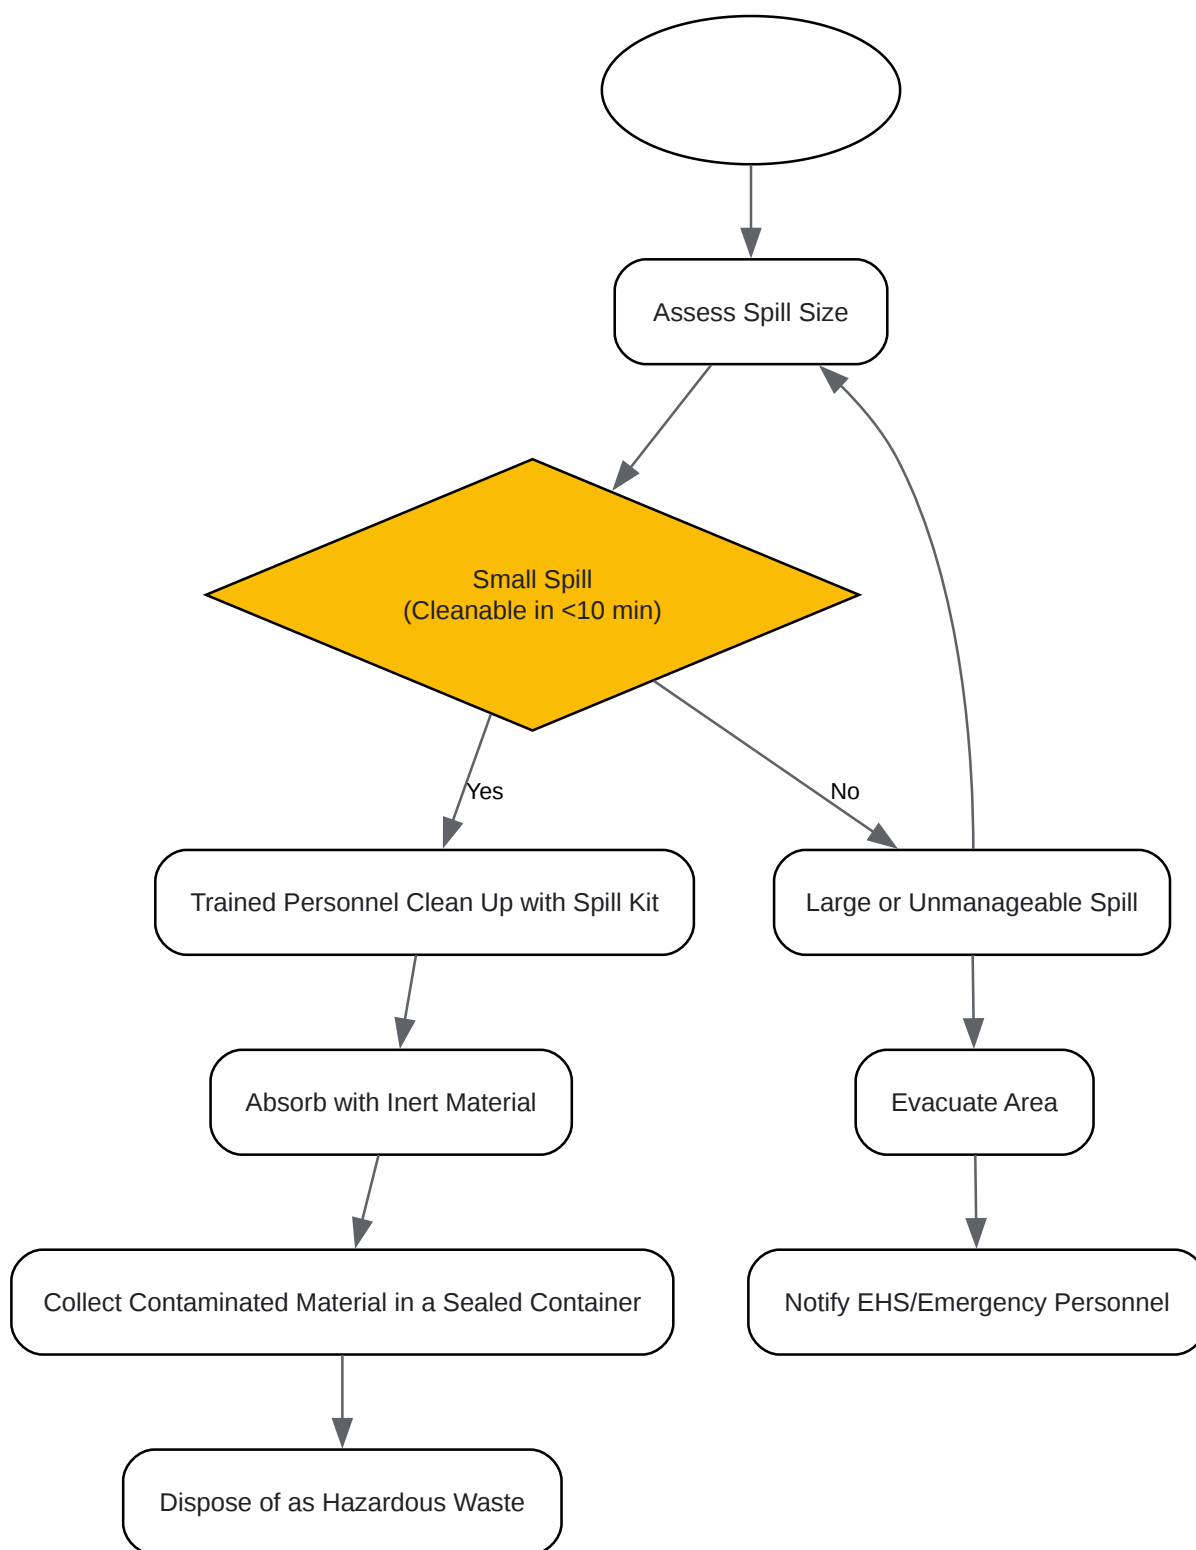 Assess Spill Size
Small Spill
(Cleanable in <10 min)
Yes
No
Trained Personnel Clean Up with Spill Kit
Large or Unmanageable Spill
Absorb with Inert Material
Evacuate Area
Collect Contaminated Material in a Sealed Container
Notify EHS/Emergency Personnel
Dispose of as Hazardous Waste